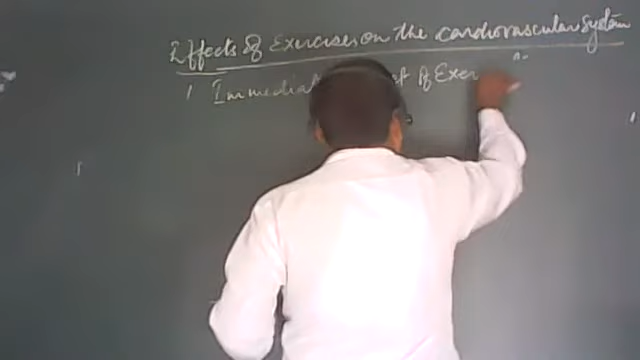 Effects of Exercises on the cardiovascular System
1 Immediat t of Exer